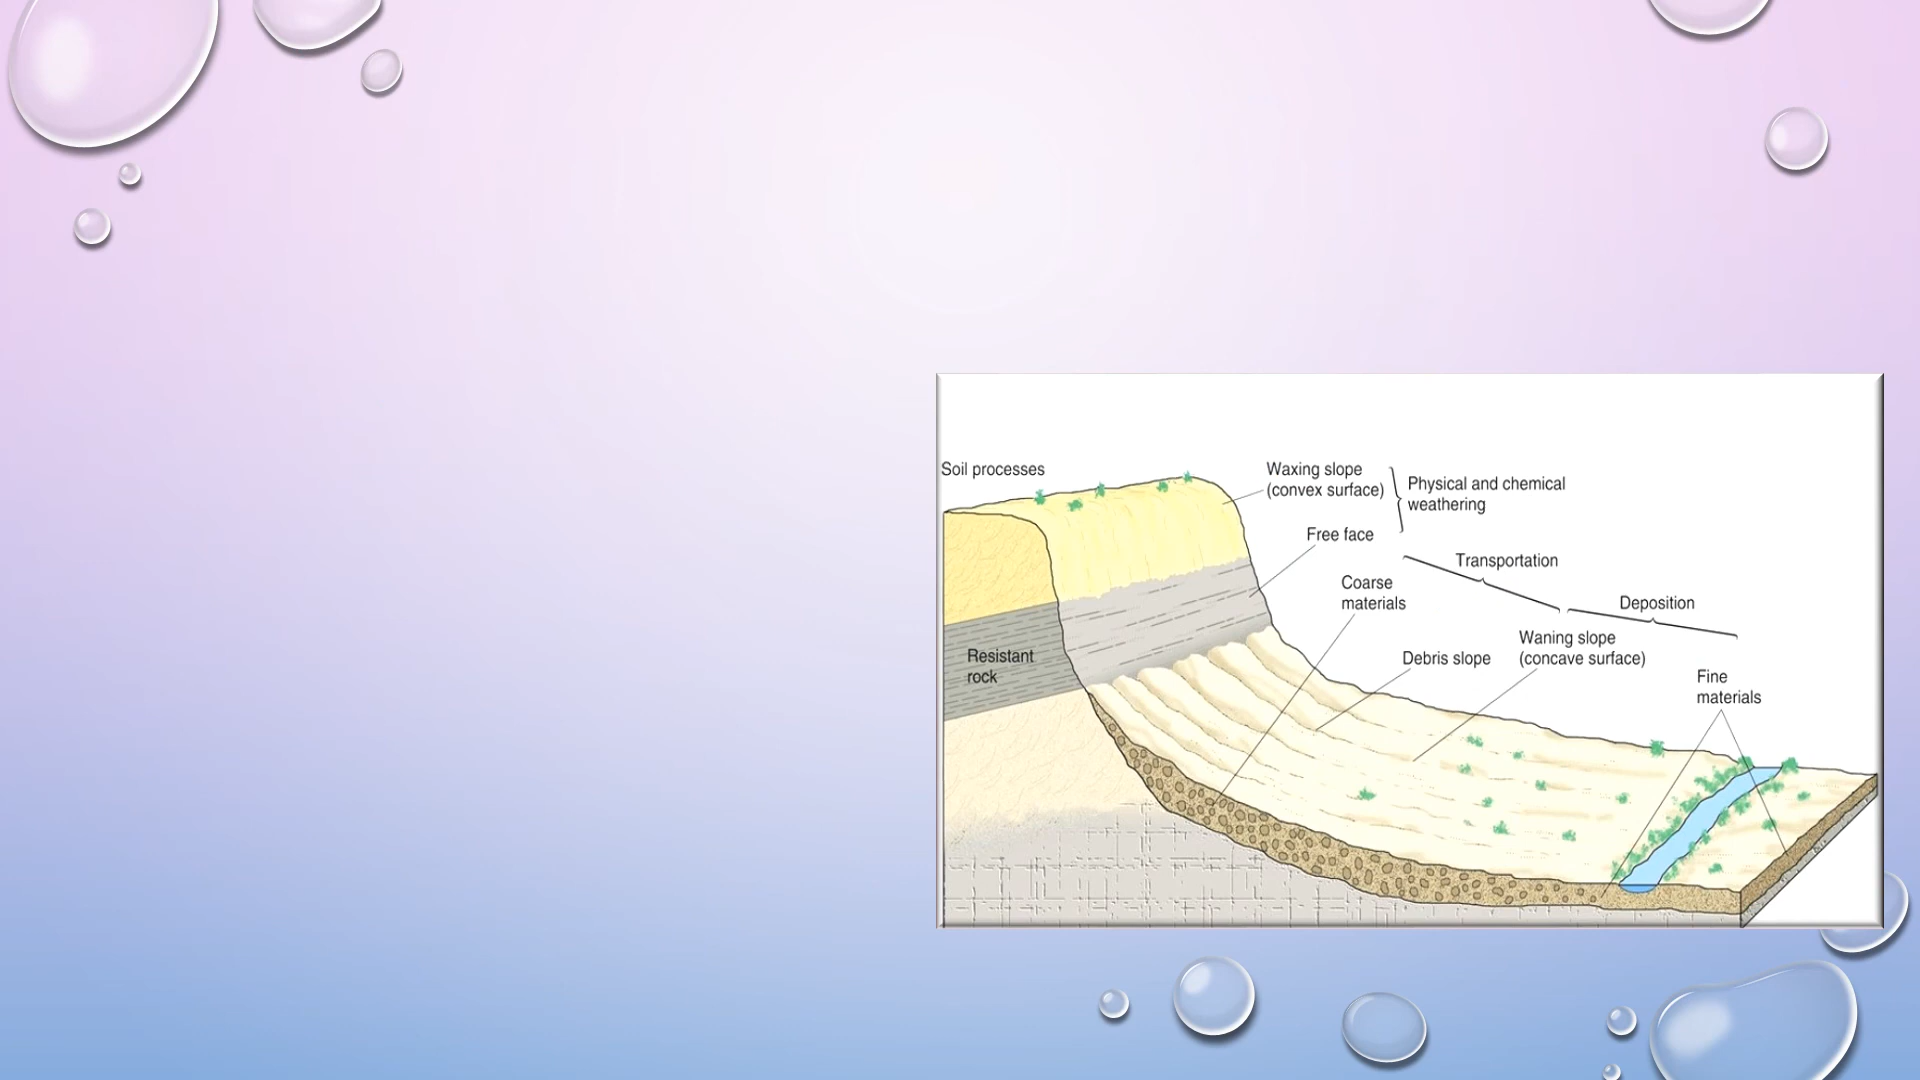 Soil processes
Waxing slope
(convex surface)
Physical and chemical
weathering
Free face
Transportation
Coarse
materials
Deposition
Waning slope
(concave surface)
Debris slope
Resistant
rock
Fine
materials